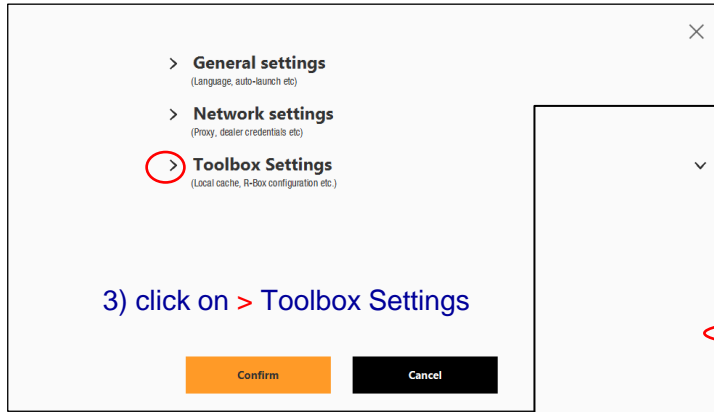 > General settings
(Language, auto-launch etc)
> Network settings
(Proxy, dealer credentials etc)
> Toolbox Settings
(Local cache, R-Box configuration etc.)
3) click on > Toolbox Settings
Confirm
Cancel